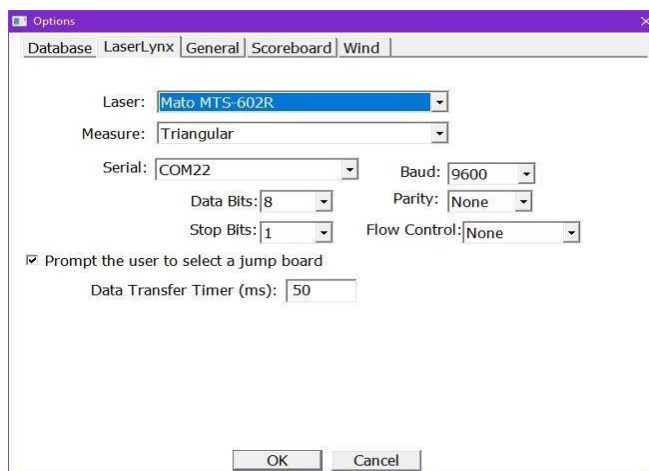 Options
Database LaserLynx General Scoreboard Wind
Laser: Mato MTS-602R
Measure: Triangular
Serial: COM22 Baud: 9600
Data Bits: 8 Parity: None
Stop Bits: 1 Flow Control: None
Prompt the user to select a jump board
Data Transfer Timer (ms): 50
OK Cancel